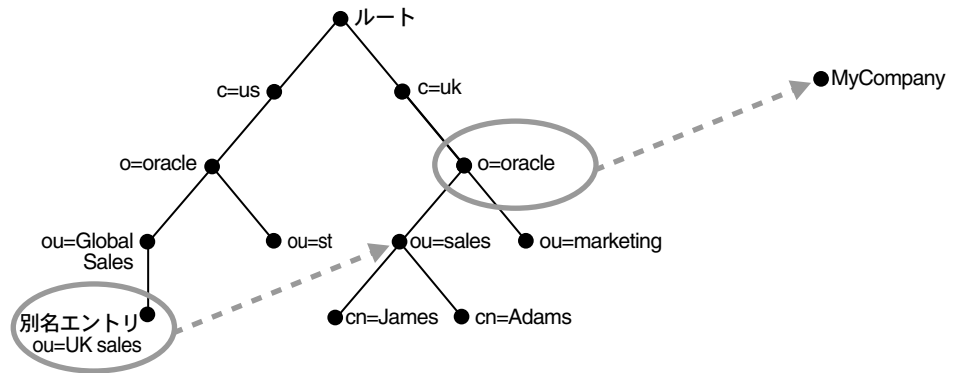 ルート
c=us
c=uk
MyCompany
o=oracle
o=oracle
ou=Global
Sales
ou=st
ou=sales
ou=marketing
別名エントリ
ou=UK sales
cn=James
cn=Adams